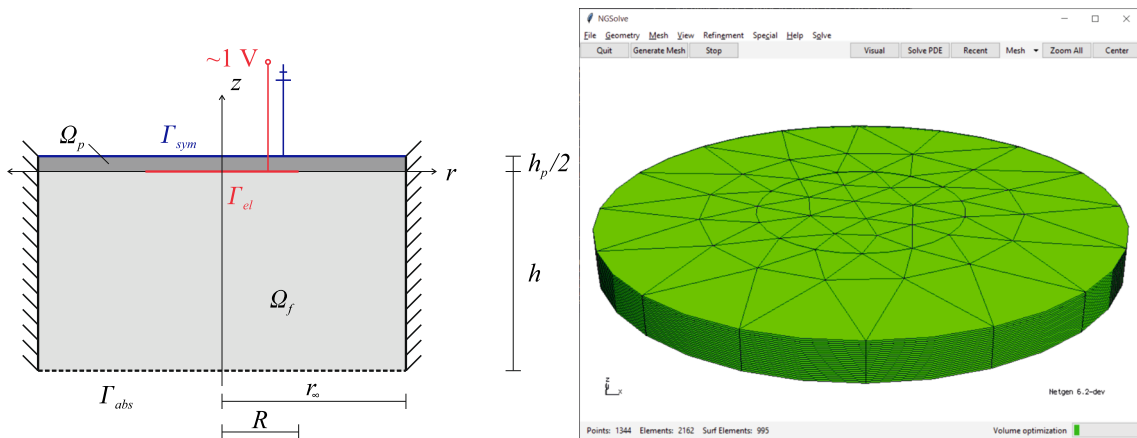 ~1 V
z
Ω_p
Γ_sym
r
h_p/2
Γ_el
h
Ω_f
Γ_abs
r_∞
R
NGSolve
File Geometry Mesh View Refinement Special Help Solve
Quit Generate Mesh Stop Visual Solve PDE Recent Mesh Zoom All Center
z
x
Netgen 6.2-dev
Points: 1344 Elements: 2162 Surf Elements: 995 Volume optimization